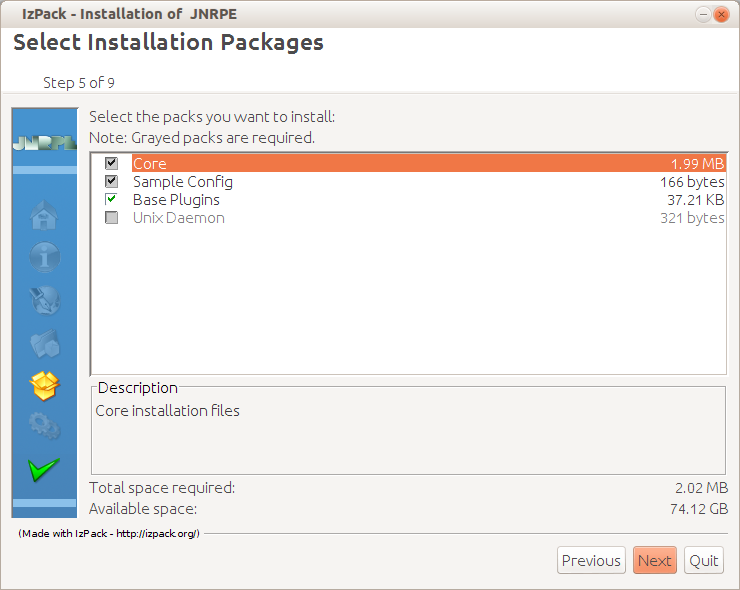 IzPack - Installation of  JNRPE
Select Installation Packages
Step 5 of 9
JNRPE
Select the packs you want to install:
Note: Grayed packs are required.
Core 1.99 MB
Sample Config 166 bytes
Base Plugins 37.21 KB
Unix Daemon 321 bytes
Description
Core installation files
Total space required: 2.02 MB
Available space: 74.12 GB
(Made with IzPack - http://izpack.org/)
Previous Next Quit